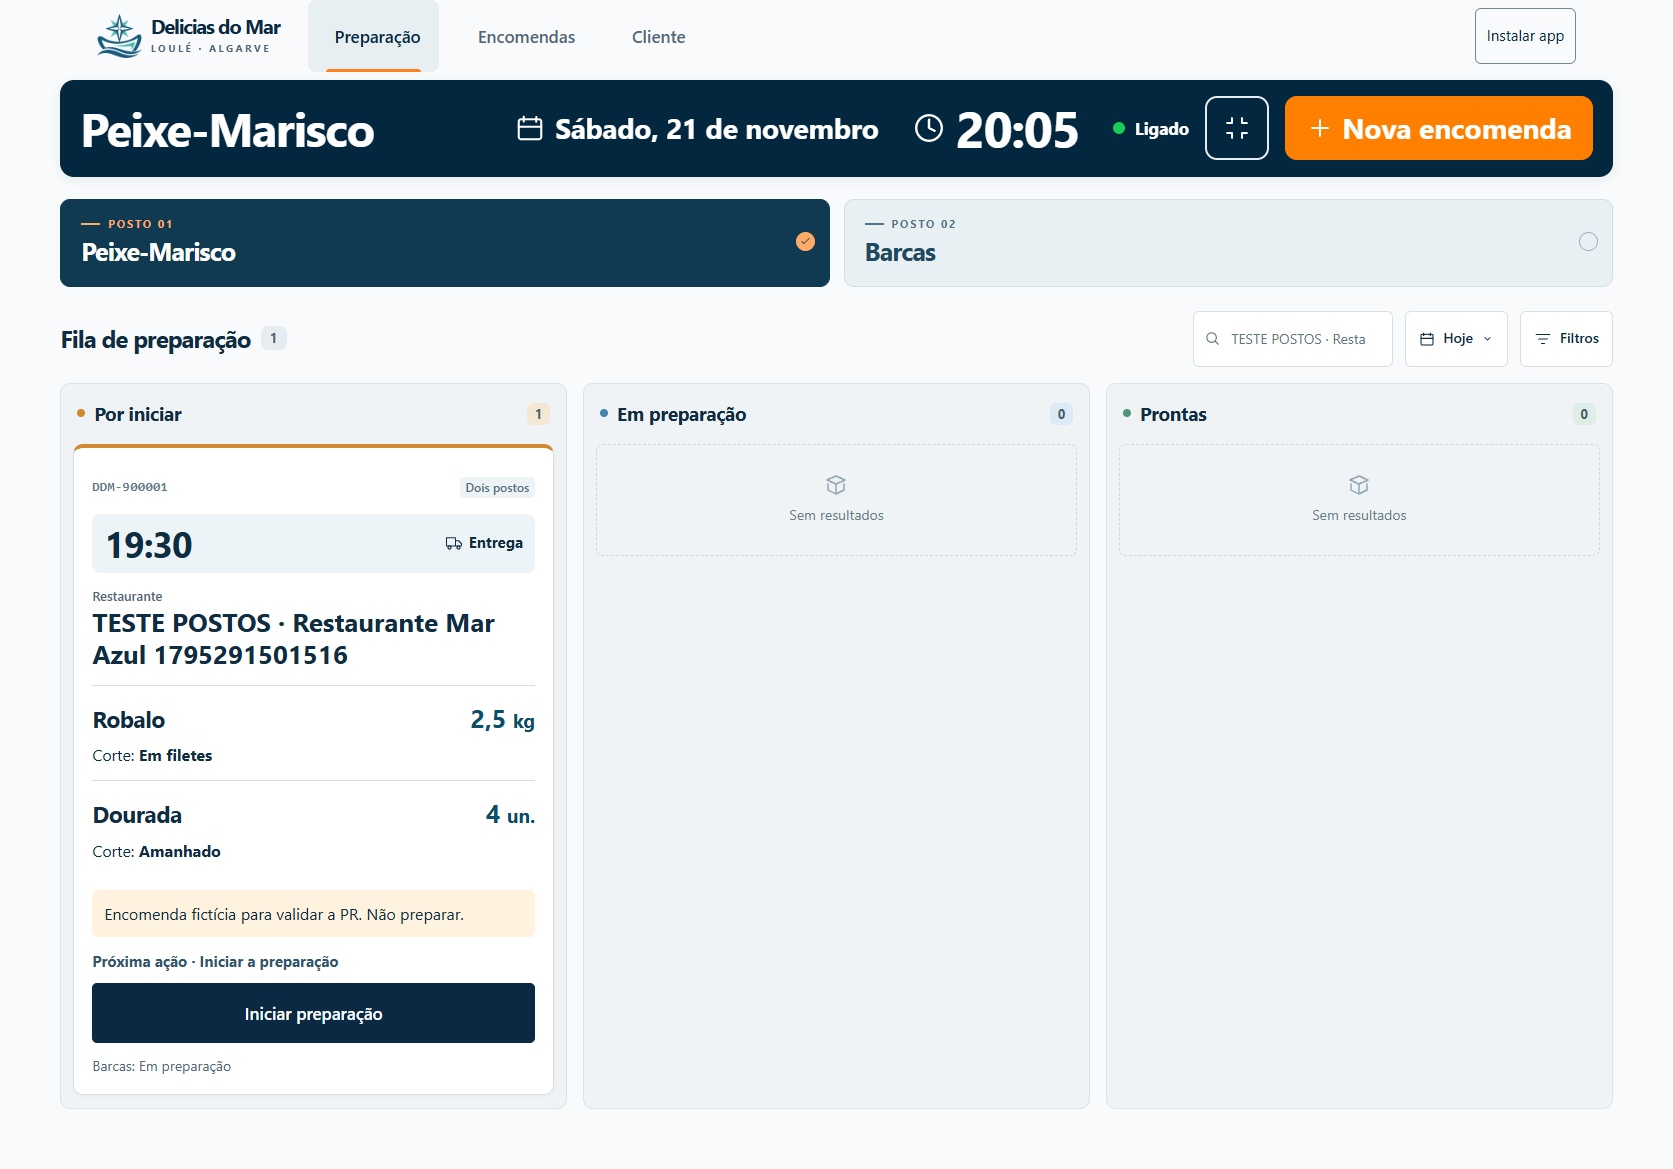 Delicias do Mar
LOULÉ · ALGARVE
Preparação
Encomendas
Cliente
Instalar app
Peixe-Marisco
Sábado, 21 de novembro
20:05
Ligado
Nova encomenda
POSTO 01
Peixe-Marisco
POSTO 02
Barcas
Fila de preparação 1
TESTE POSTOS · Resta
Hoje
Filtros
Por iniciar 1
DDM-900001
Dois postos
19:30
Entrega
Restaurante
TESTE POSTOS · Restaurante Mar
Azul 1795291501516
Robalo 2,5 kg
Corte: Em filetes
Dourada 4 un.
Corte: Amanhado
Encomenda fictícia para validar a PR. Não preparar.
Próxima ação · Iniciar a preparação
Iniciar preparação
Barcas: Em preparação
Em preparação 0
Sem resultados
Prontas 0
Sem resultados